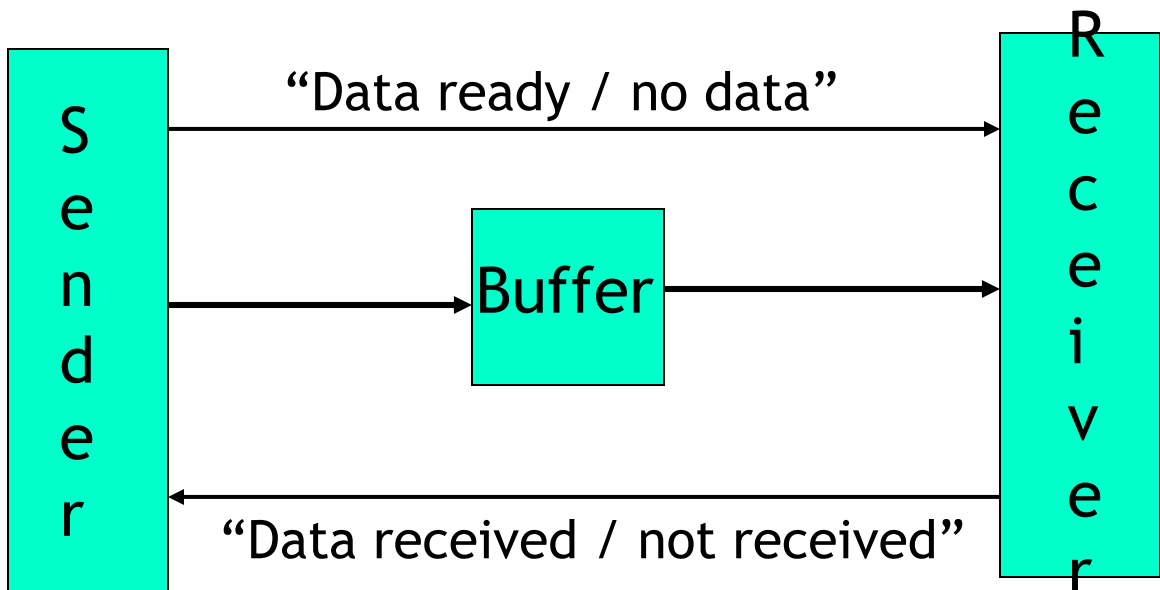 Sender
“Data ready / no data”
Buffer
“Data received / not received”
Receiver